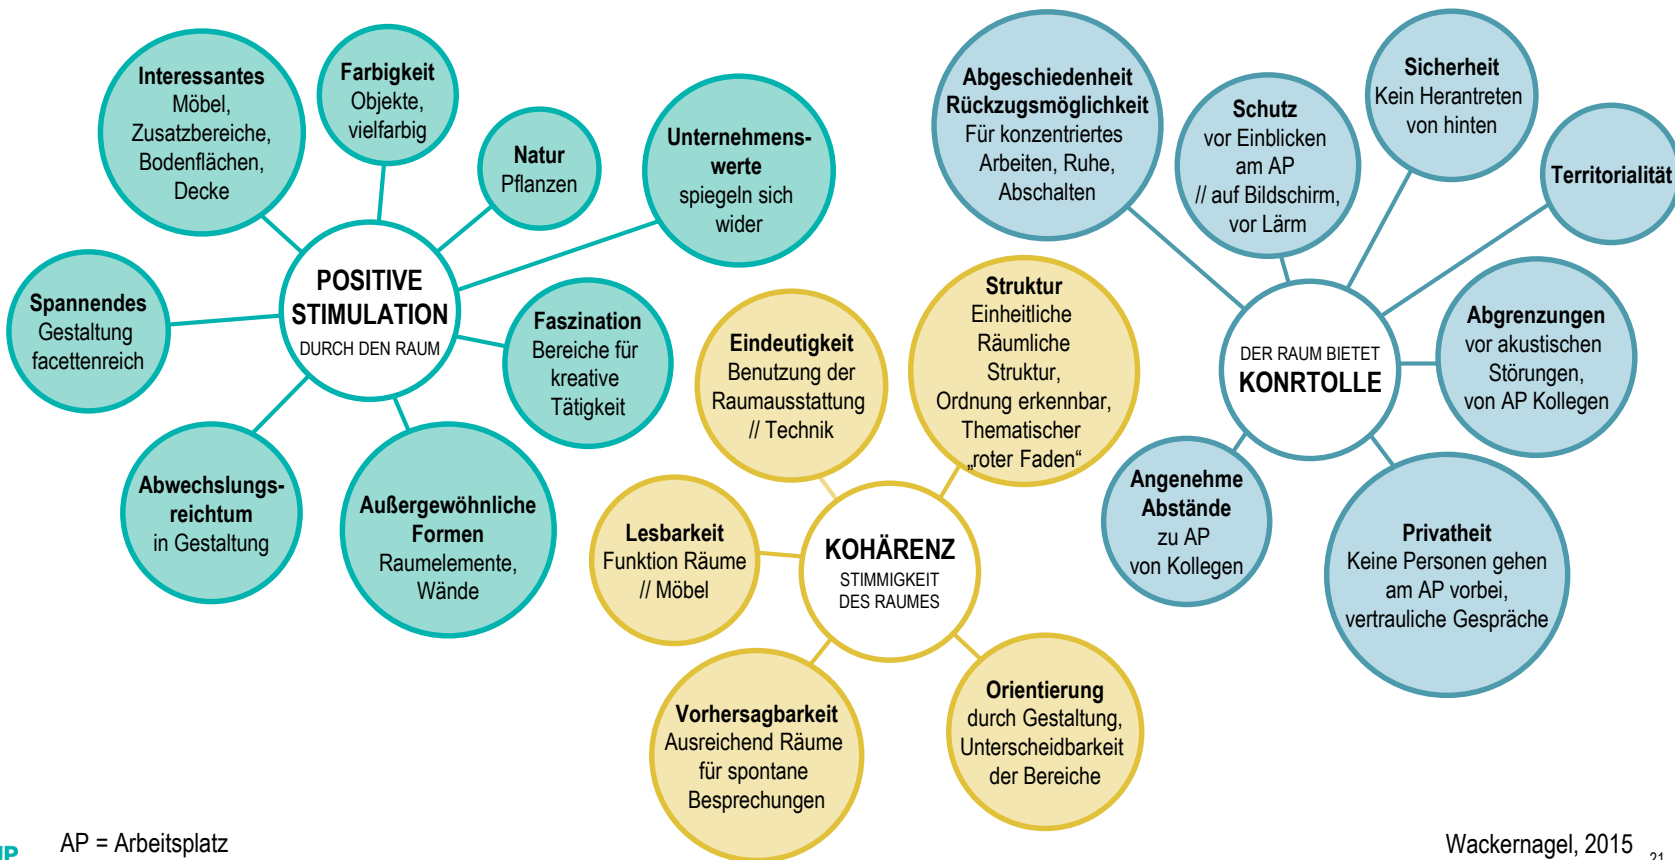 Interessantes
Möbel,
Zusatzbereiche,
Bodenflächen,
Decke
Farbigkeit
Objekte,
vielfarbig
Natur
Pflanzen
Unternehmens-
werte
spiegeln sich
wider
POSITIVE
STIMULATION
DURCH DEN RAUM
Spannendes
Gestaltung
facettenreich
Faszination
Bereiche für
kreative
Tätigkeit
Abwechslungs-
reichtum
in Gestaltung
Außergewöhnliche
Formen
Raumelemente,
Wände
Eindeutigkeit
Benutzung der
Raumausstattung
// Technik
Struktur
Einheitliche
Räumliche
Struktur,
Ordnung erkennbar,
Thematischer
„roter Faden“
Lesbarkeit
Funktion Räume
// Möbel
KOHÄRENZ
STIMMIGKEIT
DES RAUMES
Vorhersagbarkeit
Ausreichend Räume
für spontane
Besprechungen
Orientierung
durch Gestaltung,
Unterscheidbarkeit
der Bereiche
Abgeschiedenheit
Rückzugsmöglichkeit
Für konzentriertes
Arbeiten, Ruhe,
Abschalten
Schutz
vor Einblicken
am AP
// auf Bildschirm,
vor Lärm
Sicherheit
Kein Herantreten
von hinten
Territorialität
DER RAUM BIETET
KONRTOLLE
Abgrenzungen
vor akustischen
Störungen,
von AP Kollegen
Angenehme
Abstände
zu AP
von Kollegen
Privatheit
Keine Personen gehen
am AP vorbei,
vertrauliche Gespräche
AP = Arbeitsplatz
Wackernagel, 2015
21